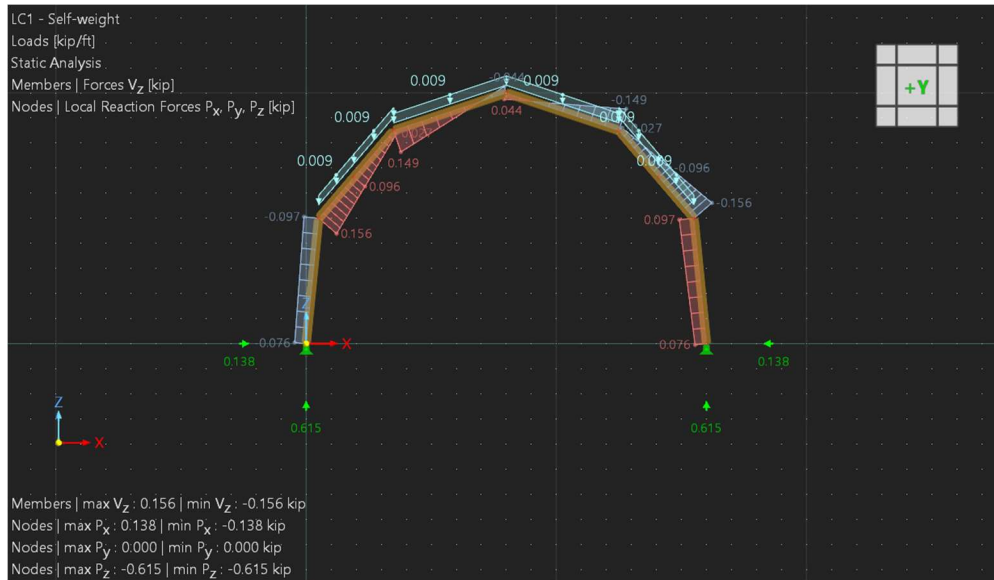 LC1 - Self-weight
Loads [kip/ft]
Static Analysis
Members | Forces Vz [kip]
Nodes | Local Reaction Forces Px, Py, Pz [kip]
+Y
0.009
0.009
0.009
0.009
0.009
0.009
0.044
-0.149
0.149
-0.096
0.096
-0.156
0.156
-0.097
0.097
Z
X
-0.076
-0.076
0.138
0.138
0.615
0.615
Z
X
Members | max Vz : 0.156 | min Vz : -0.156 kip
Nodes | max Px : 0.138 | min Px : -0.138 kip
Nodes | max Py : 0.000 | min Py : 0.000 kip
Nodes | max Pz : -0.615 | min Pz : -0.615 kip